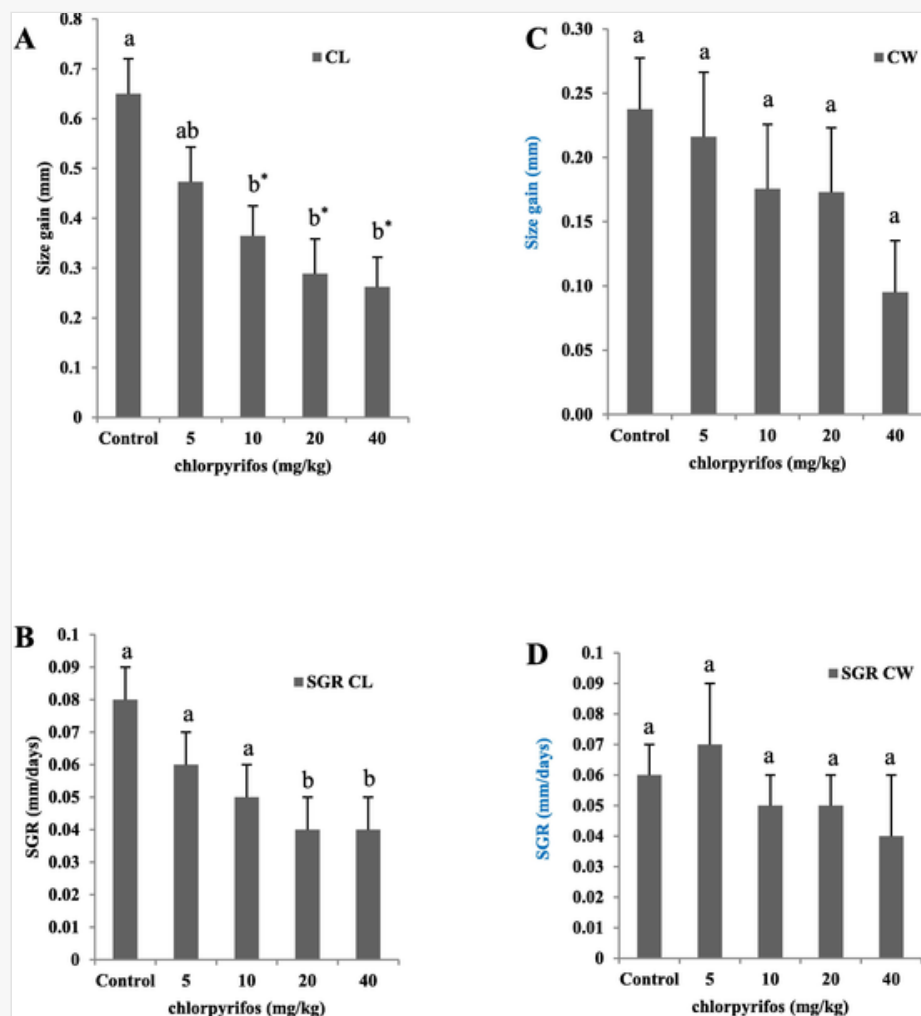 A
CL
0.8
0.7
0.6
0.5
0.4
0.3
0.2
0.1
0
Size gain (mm)
a
ab
b*
b*
b*
Control 5 10 20 40
chlorpyrifos (mg/kg)
C
CW
0.30
0.25
0.20
0.15
0.10
0.05
0.00
Size gain (mm)
a
a
a
a
a
Control 5 10 20 40
chlorpyrifos (mg/kg)
B
SGR CL
0.1
0.09
0.08
0.07
0.06
0.05
0.04
0.03
0.02
0.01
0
SGR (mm/days)
a
a
a
b
b
Control 5 10 20 40
chlorpyrifos (mg/kg)
D
SGR CW
0.1
0.09
0.08
0.07
0.06
0.05
0.04
0.03
0.02
0.01
0
SGR (mm/days)
a
a
a
a
a
Control 5 10 20 40
chlorpyrifos (mg/kg)